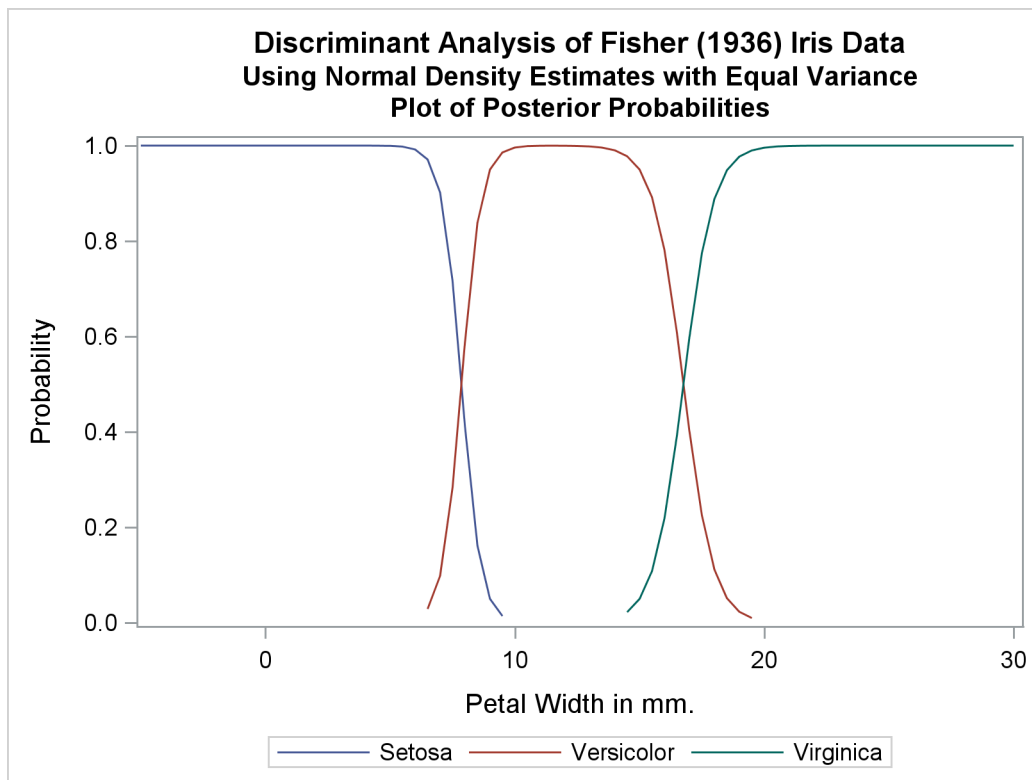 Discriminant Analysis of Fisher (1936) Iris Data
Using Normal Density Estimates with Equal Variance
Plot of Posterior Probabilities
1.0
0.8
0.6
0.4
0.2
0.0
Probability
0 10 20 30
Petal Width in mm.
Setosa Versicolor Virginica